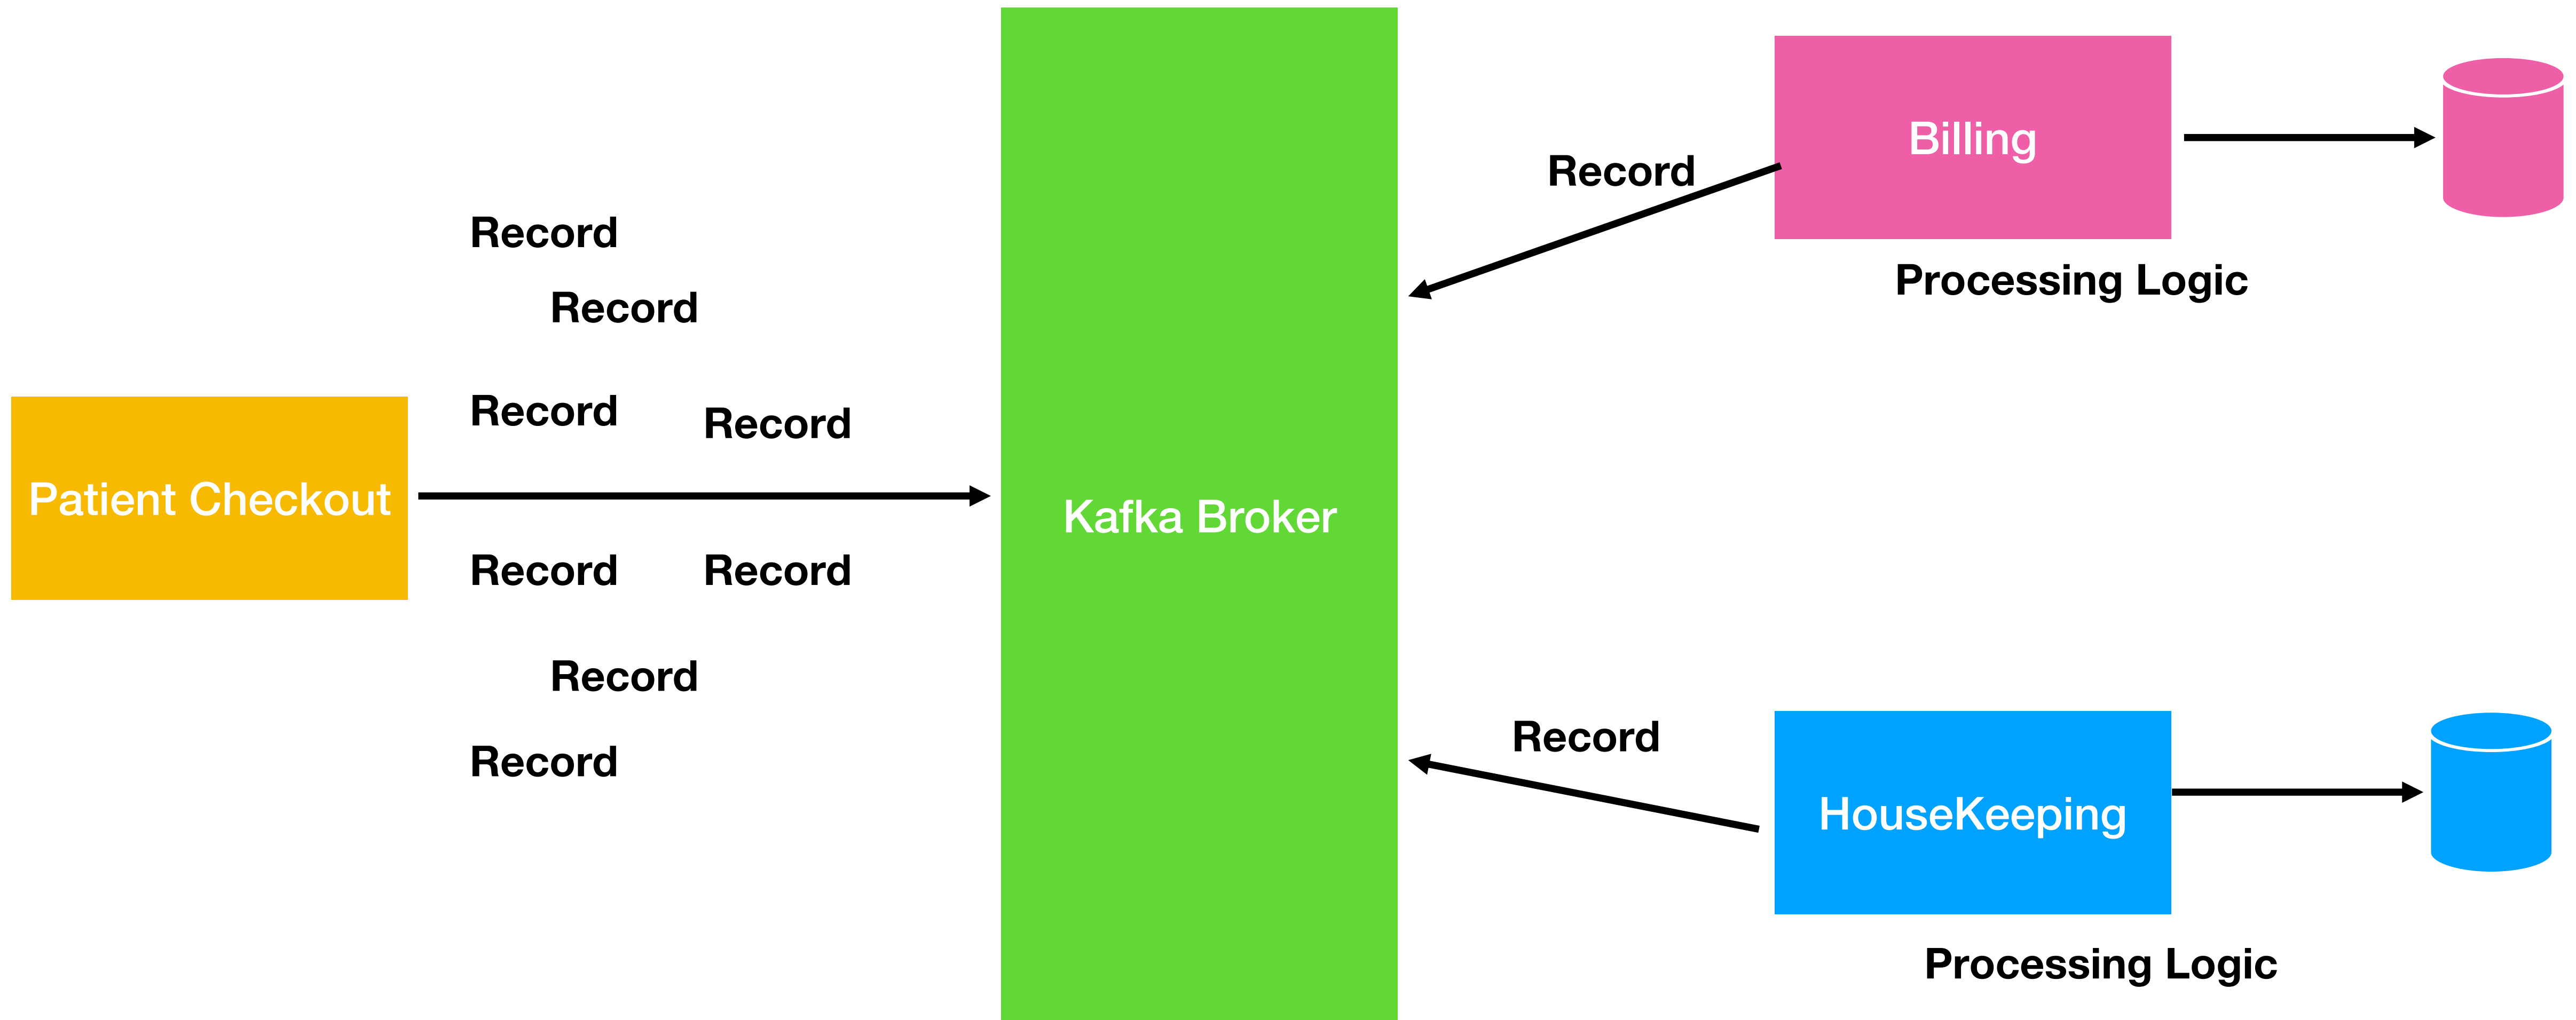 Billing
Record
Record
Processing Logic
Record
Record
Record
Patient Checkout
Kafka Broker
Record
Record
Record
Record
Record
HouseKeeping
Processing Logic